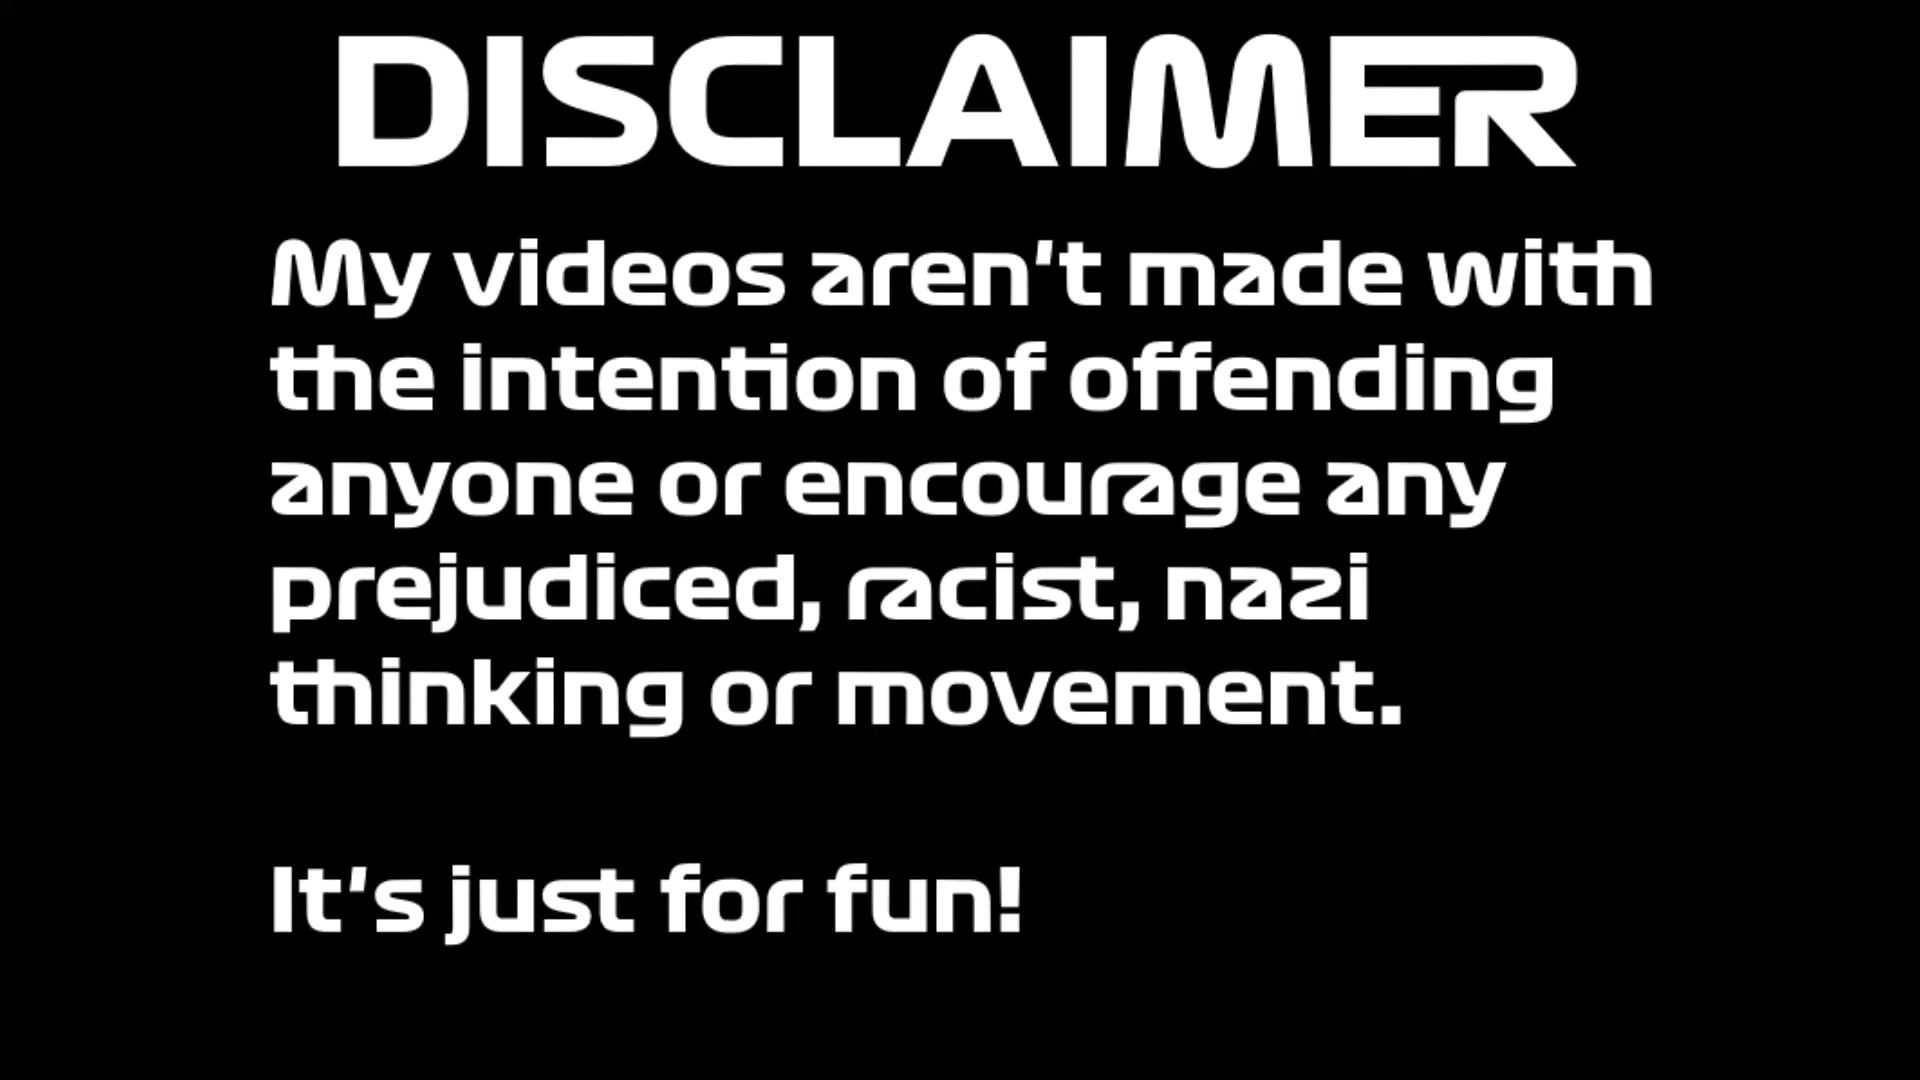 DISCLAIMER
My videos aren't made with
the intention of offending
anyone or encourage any
prejudiced, racist, nazi
thinking or movement.
It's just for fun!